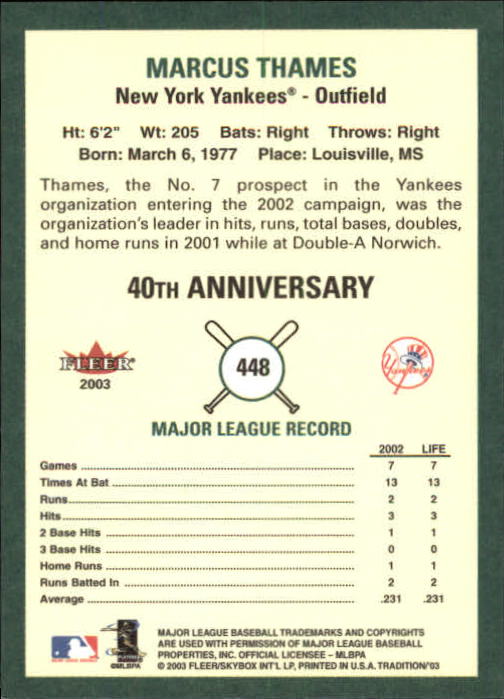 MARCUS THAMES
New York Yankees® - Outfield
Ht: 6'2" Wt: 205 Bats: Right Throws: Right
Born: March 6, 1977 Place: Louisville, MS
Thames, the No. 7 prospect in the Yankees
organization entering the 2002 campaign, was the
organization's leader in hits, runs, total bases, doubles,
and home runs in 2001 while at Double-A Norwich.
40TH ANNIVERSARY
FLEER®
2003
448
Yankees
MAJOR LEAGUE RECORD
2002 LIFE
Games 7 7
Times At Bat 13 13
Runs 2 2
Hits 3 3
2 Base Hits 1 1
3 Base Hits 0 0
Home Runs 1 1
Runs Batted In 2 2
Average .231 .231
MAJOR LEAGUE BASEBALL TRADEMARKS AND COPYRIGHTS
ARE USED WITH PERMISSION OF MAJOR LEAGUE BASEBALL
PROPERTIES, INC. OFFICIAL LICENSEE - MLBPA
©MLBPA
© 2003 FLEER/SKYBOX INT'L LP, PRINTED IN U.S.A. TRADITION/'03